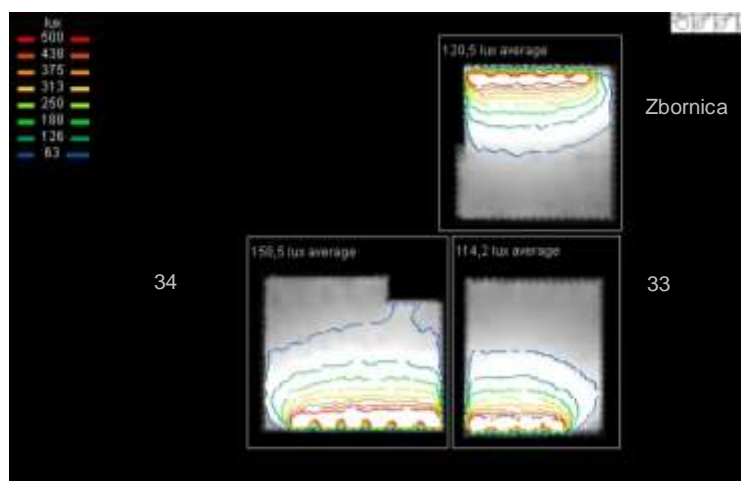 lux
500
438
375
313
250
188
126
63
120,5 lux average
Zbornica
156,5 lux average
114,2 lux average
34
33